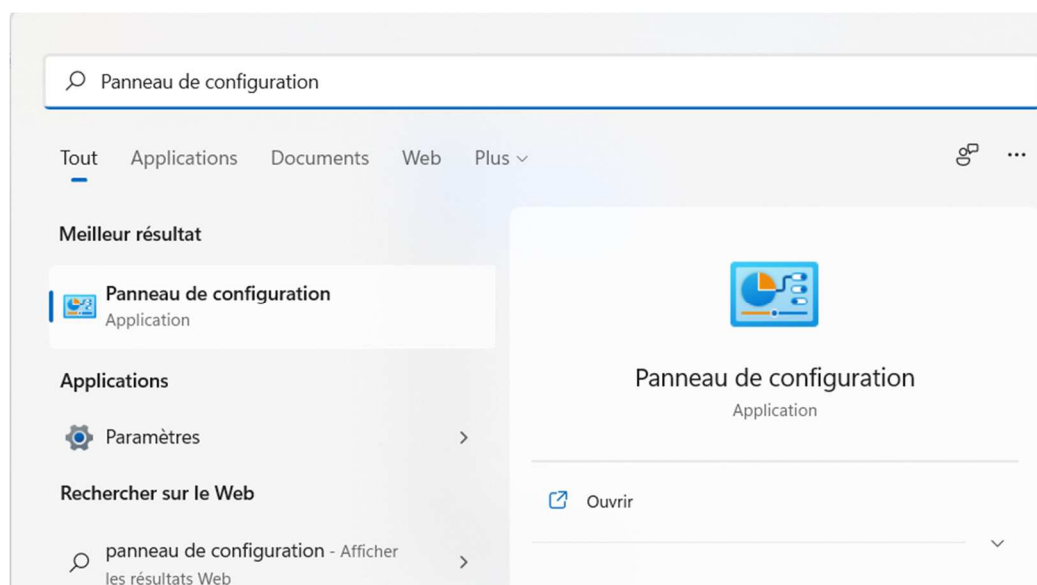 Panneau de configuration
Tout Applications Documents Web Plus
Meilleur résultat
Panneau de configuration
Application
Applications
Paramètres
Rechercher sur le Web
panneau de configuration - Afficher
les résultats Web
Panneau de configuration
Application
Ouvrir